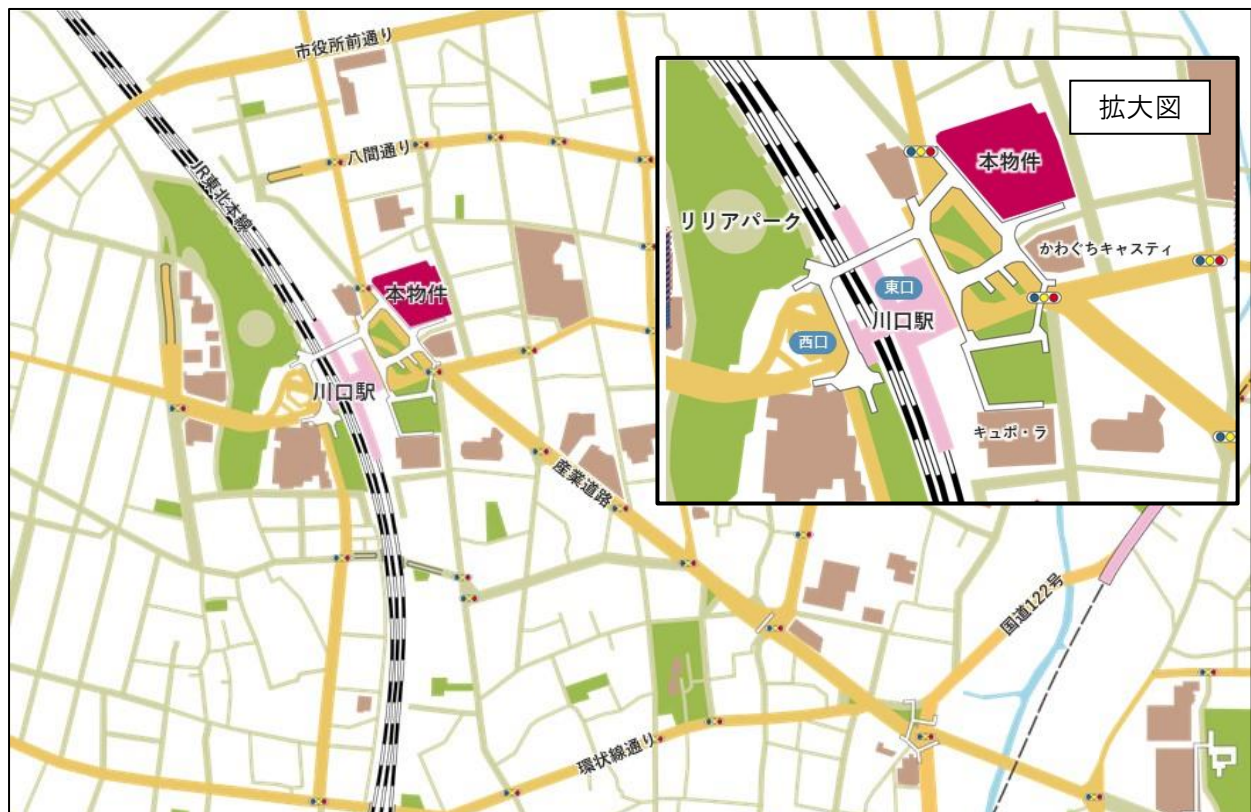 市役所前通り
八間通り
JR東北本線
本物件
川口駅
産業道路
国道122号
環状線通り
拡大図
本物件
リリアパーク
かわぐちキャスティ
東口
川口駅
西口
キュポ・ラ